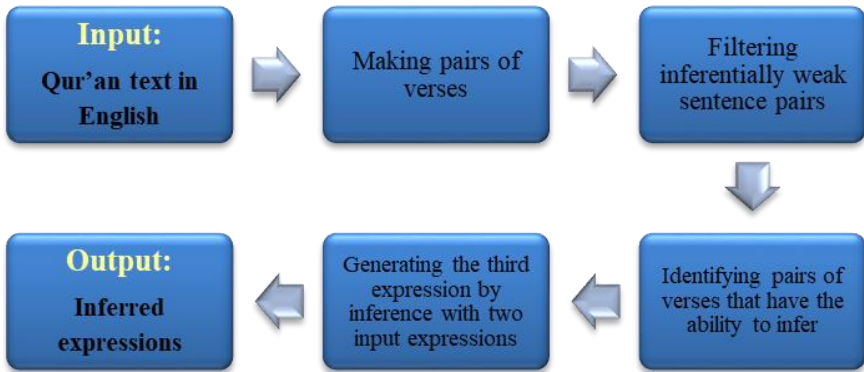 Input:
Qur'an text in
English
Making pairs of
verses
Filtering
inferentially weak
sentence pairs
Identifying pairs of
verses that have the
ability to infer
Generating the third
expression by
inference with two
input expressions
Output:
Inferred
expressions